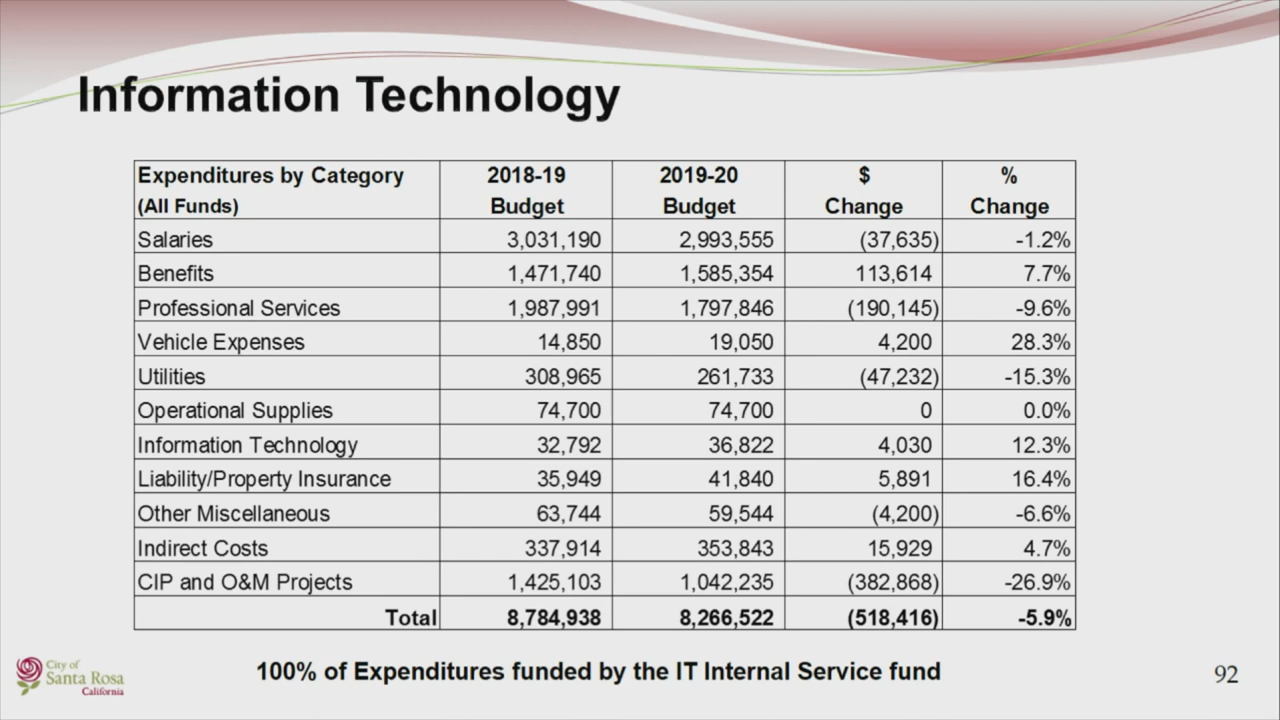 Information Technology
Expenditures by Category 2018-19 2019-20 $ %
(All Funds) Budget Budget Change Change
Salaries 3,031,190 2,993,555 (37,635) -1.2%
Benefits 1,471,740 1,585,354 113,614 7.7%
Professional Services 1,987,991 1,797,846 (190,145) -9.6%
Vehicle Expenses 14,850 19,050 4,200 28.3%
Utilities 308,965 261,733 (47,232) -15.3%
Operational Supplies 74,700 74,700 0 0.0%
Information Technology 32,792 36,822 4,030 12.3%
Liability/Property Insurance 35,949 41,840 5,891 16.4%
Other Miscellaneous 63,744 59,544 (4,200) -6.6%
Indirect Costs 337,914 353,843 15,929 4.7%
CIP and O&M Projects 1,425,103 1,042,235 (382,868) -26.9%
Total 8,784,938 8,266,522 (518,416) -5.9%
100% of Expenditures funded by the IT Internal Service fund
City of
Santa Rosa
California
92